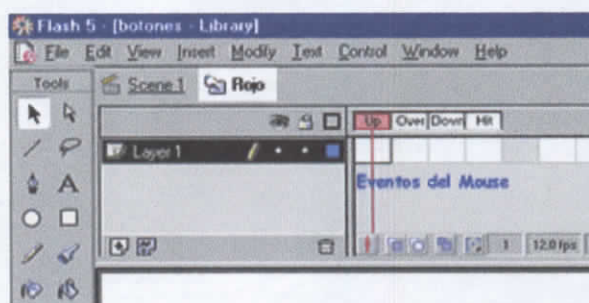 Flash 5 - [botones - Library]
File Edit View Insert Modify Text Control Window Help
Tools Scene 1 Rojo
Up Over Down Hit
Layer 1
Eventos del Mouse
A
1 12.0 fps